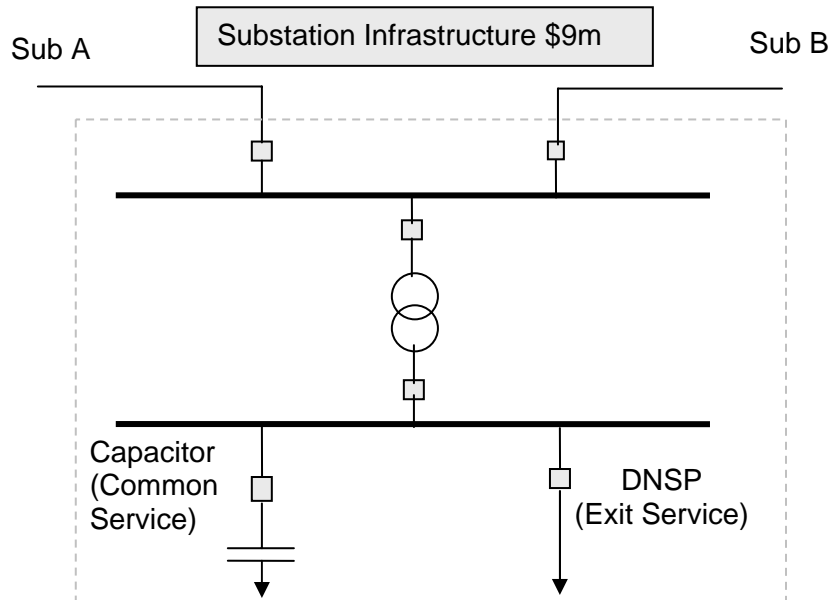 Substation Infrastructure $9m
Sub A
Sub B
Capacitor
(Common
Service)
DNSP
(Exit Service)